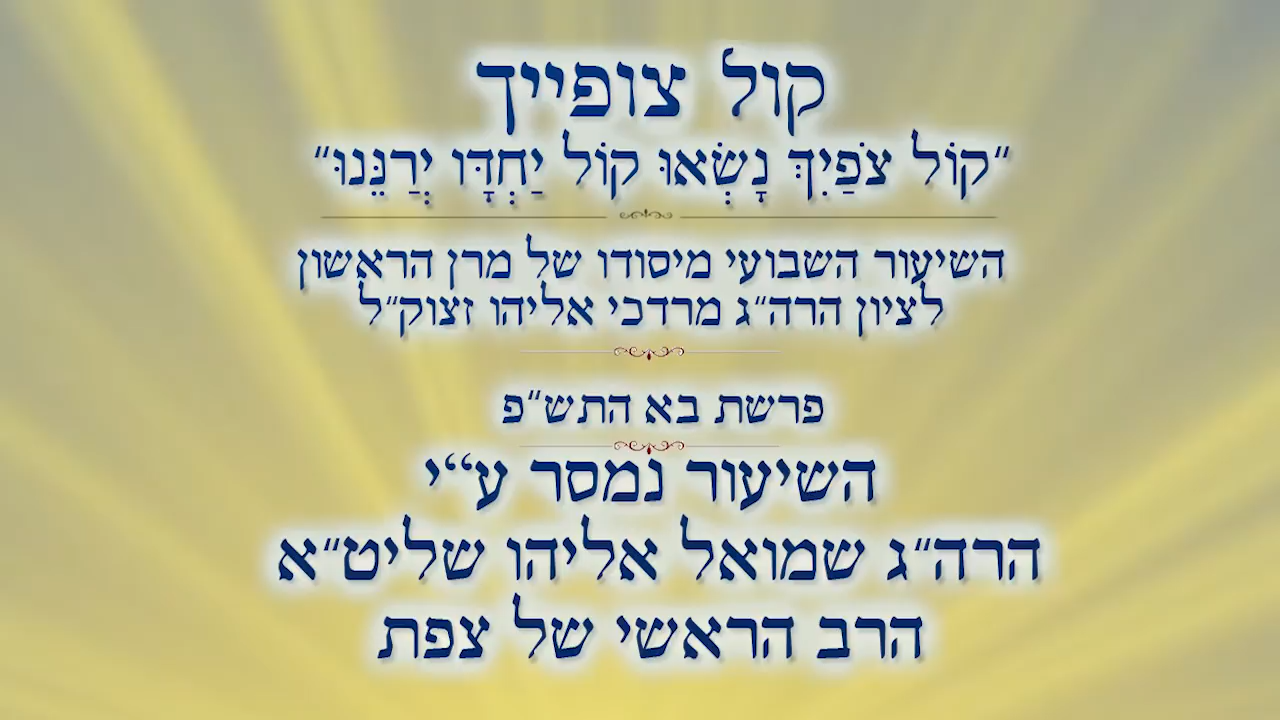 קול צופייך
"קוֹל צֹפַיִךְ נָשְׂאוּ קוֹל יַחְדָּו יְרַנֵּנוּ"
השיעור השבועי מיסודו של מרן הראשון
לציון הרה"ג מרדכי אליהו זצוק"ל
פרשת בא התש"פ
השיעור נמסר ע"י
הרה"ג שמואל אליהו שליט"א
הרב הראשי של צפת